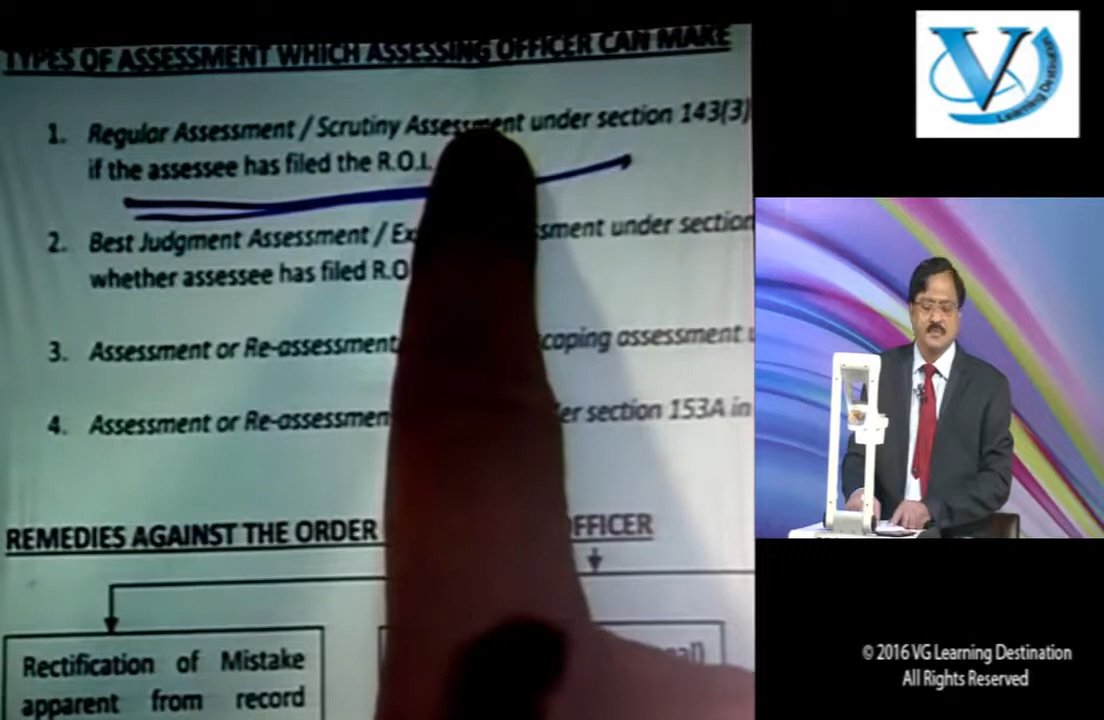 TYPES OF ASSESSMENT WHICH ASSESSING OFFICER CAN MAKE
1. Regular Assessment / Scrutiny Assessment under section 143(3)
if the assessee has filed the R.O.I.
2. Best Judgment Assessment / Ex sment under section
whether assessee has filed R.O
3. Assessment or Re-assessment coping assessment u
4. Assessment or Re-assessmen er section 153A in
REMEDIES AGAINST THE ORDER FFICER
Rectification of Mistake
apparent from record
V
Learning Destination
© 2016 VG Learning Destination
All Rights Reserved